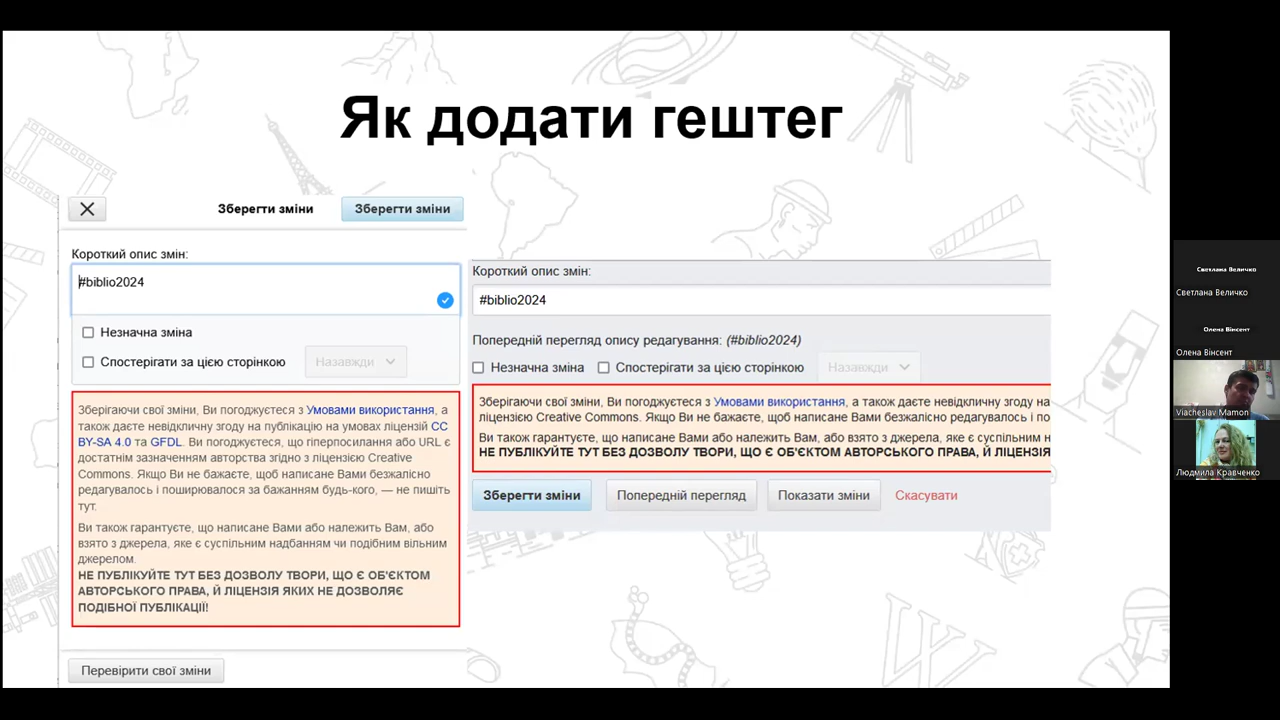 Як додати гештег
Зберегти зміни
Зберегти зміни
Короткий опис змін:
#biblio2024
Незначна зміна
Спостерігати за цією сторінкою
Назавжди
Зберігаючи свої зміни, Ви погоджуєтеся з Умовами використання, а
також даєте невідкличну згоду на публікацію на умовах ліцензій CC
BY-SA 4.0 та GFDL. Ви погоджуєтесь, що гіперпосилання або URL є
достатнім зазначенням авторства згідно з ліцензією Creative
Commons. Якщо Ви не бажаєте, щоб написане Вами безжалісно
редагувалось і поширювалося за бажанням будь-кого, — не пишіть
тут.
Ви також гарантуєте, що написане Вами або належить Вам, або
взято з джерела, яке є суспільним надбанням чи подібним вільним
джерелом.
НЕ ПУБЛІКУЙТЕ ТУТ БЕЗ ДОЗВОЛУ ТВОРИ, ЩО Є ОБ'ЄКТОМ
АВТОРСЬКОГО ПРАВА, Й ЛІЦЕНЗІЯ ЯКИХ НЕ ДОЗВОЛЯЄ
ПОДІБНОЇ ПУБЛІКАЦІЇ!
Перевірити свої зміни
Короткий опис змін:
#biblio2024
Попередній перегляд опису редагування: (#biblio2024)
Незначна зміна
Спостерігати за цією сторінкою
Назавжди
Зберігаючи свої зміни, Ви погоджуєтеся з Умовами використання, а також даєте невідкличну згоду на
ліцензією Creative Commons. Якщо Ви не бажаєте, щоб написане Вами безжалісно редагувалось і по
Ви також гарантуєте, що написане Вами або належить Вам, або взято з джерела, яке є суспільним н
НЕ ПУБЛІКУЙТЕ ТУТ БЕЗ ДОЗВОЛУ ТВОРИ, ЩО Є ОБ'ЄКТОМ АВТОРСЬКОГО ПРАВА, Й ЛІЦЕНЗІЯ
Зберегти зміни
Попередній перегляд
Показати зміни
Скасувати
Светлана Величко
Светлана Величко
Олена Вінсент
Олена Вінсент
Viacheslav Mamon
Людмила Кравченко